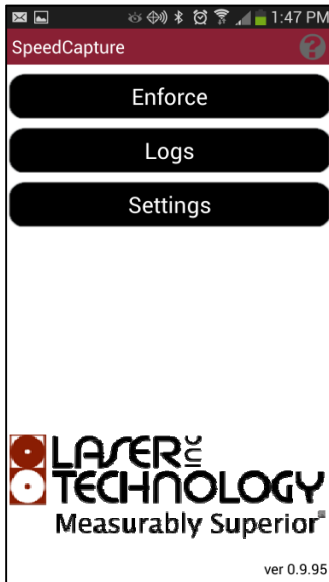 1:47 PM
SpeedCapture
?
Enforce
Logs
Settings
LASER INC
TECHNOLOGY
Measurably Superior
ver 0.9.95